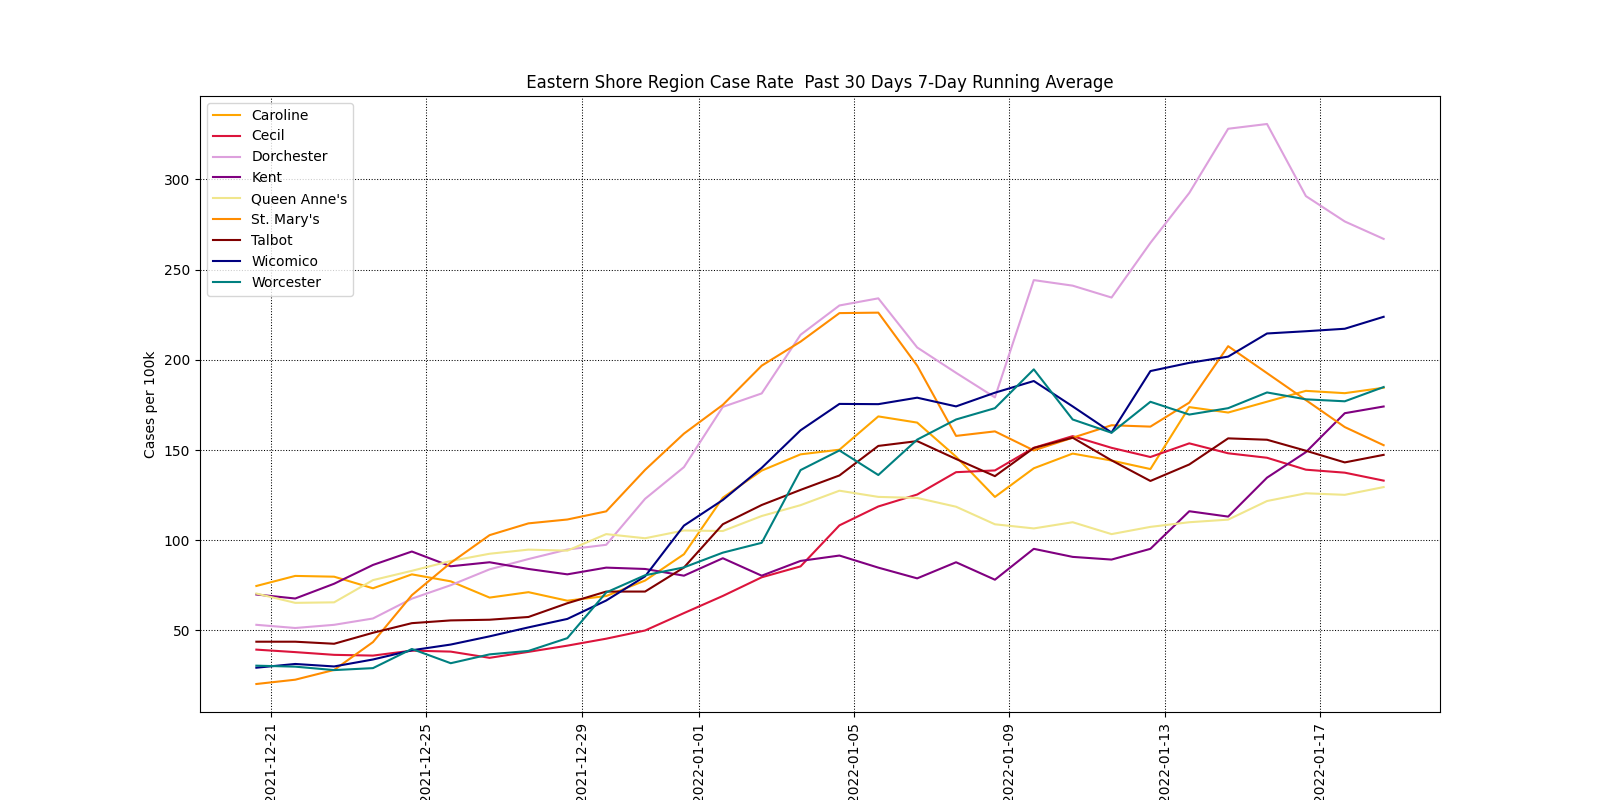 Eastern Shore Region Case Rate  Past 30 Days 7-Day Running Average
Caroline
Cecil
Dorchester
Kent
Queen Anne's
St. Mary's
Talbot
Wicomico
Worcester
Cases per 100k
300
250
200
150
100
50
2021-12-21
2021-12-25
2021-12-29
2022-01-01
2022-01-05
2022-01-09
2022-01-13
2022-01-17